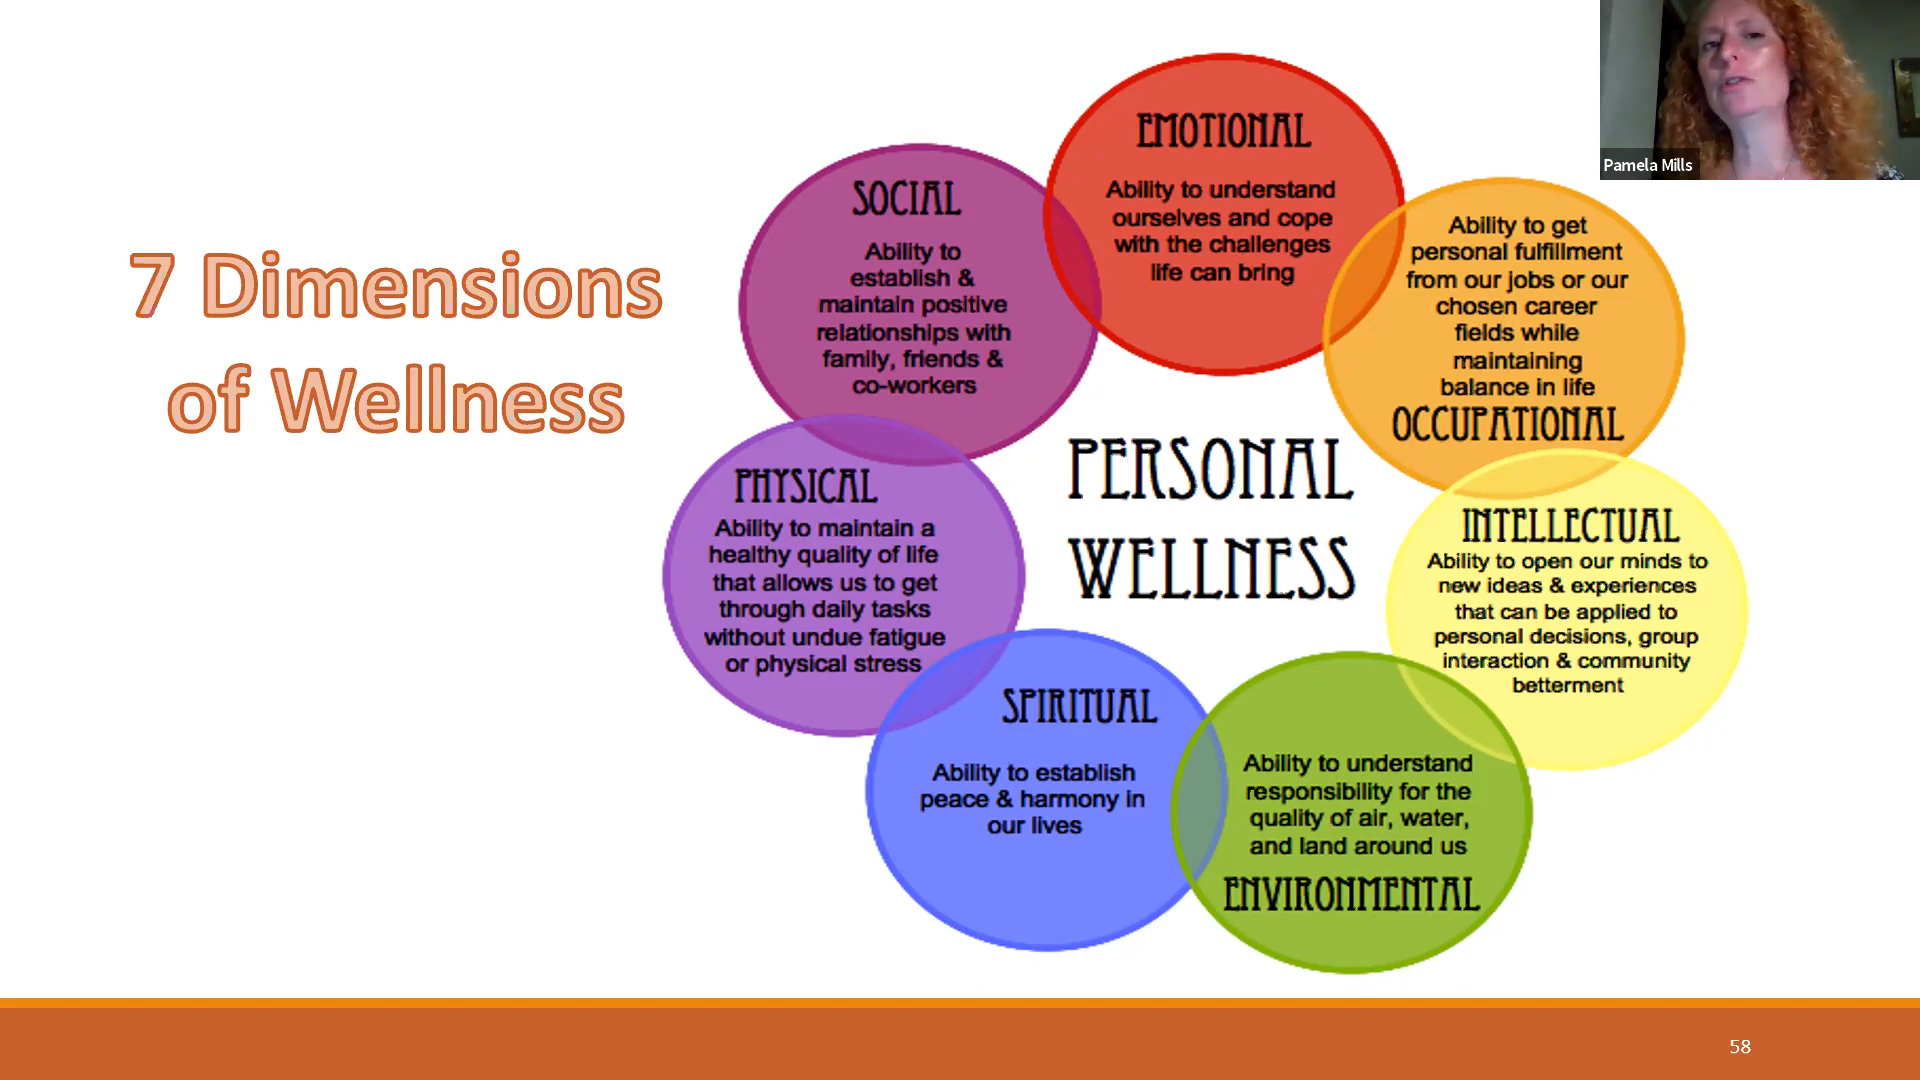 7 Dimensions
of Wellness
EMOTIONAL
Ability to understand
ourselves and cope
with the challenges
life can bring
SOCIAL
Ability to
establish &
maintain positive
relationships with
family, friends &
co-workers
Ability to get
personal fulfillment
from our jobs or our
chosen career
fields while
maintaining
balance in life
OCCUPATIONAL
PERSONAL
WELLNESS
PHYSICAL
Ability to maintain a
healthy quality of life
that allows us to get
through daily tasks
without undue fatigue
or physical stress
INTELLECTUAL
Ability to open our minds to
new ideas & experiences
that can be applied to
personal decisions, group
interaction & community
betterment
SPIRITUAL
Ability to establish
peace & harmony in
our lives
Ability to understand
responsibility for the
quality of air, water,
and land around us
ENVIRONMENTAL
Pamela Mills
58